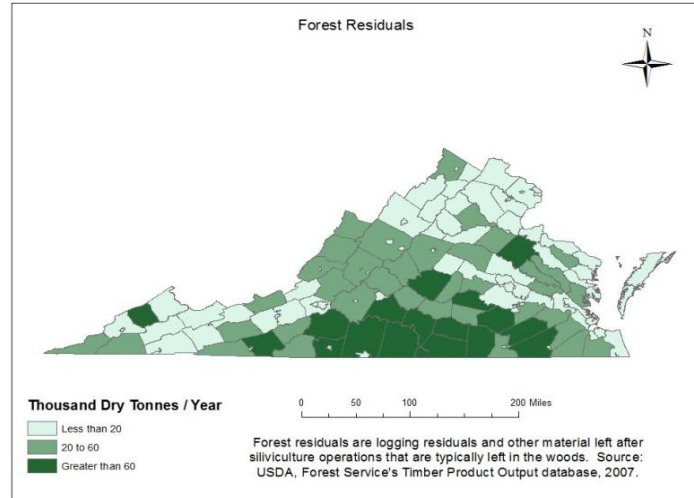 Forest Residuals
N
Thousand Dry Tonnes / Year
Less than 20
20 to 60
Greater than 60
0 50 100 200 Miles
Forest residuals are logging residuals and other material left after
siliviculture operations that are typically left in the woods. Source:
USDA, Forest Service's Timber Product Output database, 2007.